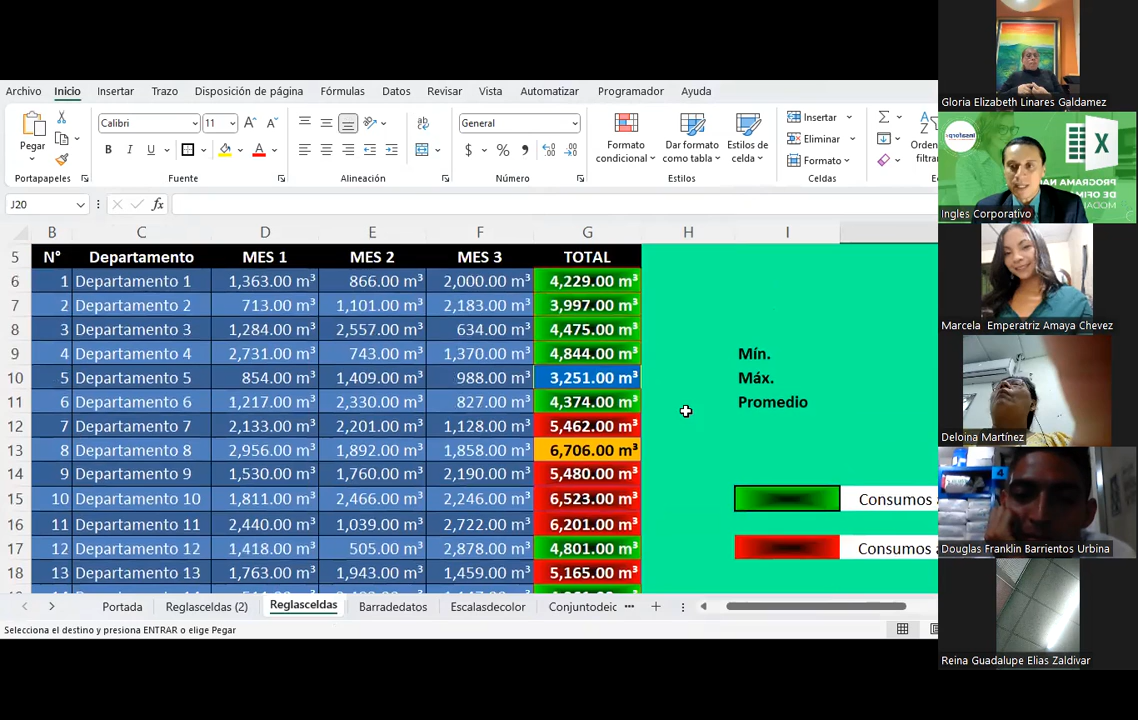 Archivo Inicio Insertar Trazo Disposición de página Fórmulas Datos Revisar Vista Automatizar Programador Ayuda
Pegar
Portapapeles
Calibri 11
N
Fuente
Alineación
General
$ % ,
Número
Formato condicional
Dar formato como tabla
Estilos de celda
Estilos
Insertar
Eliminar
Formato
Celdas
J20
fx
B C D E F G H I
5 N° Departamento MES 1 MES 2 MES 3 TOTAL
6 1 Departamento 1 1,363.00 m³ 866.00 m³ 2,000.00 m³ 4,229.00 m³
7 2 Departamento 2 713.00 m³ 1,101.00 m³ 2,183.00 m³ 3,997.00 m³
8 3 Departamento 3 1,284.00 m³ 2,557.00 m³ 634.00 m³ 4,475.00 m³
9 4 Departamento 4 2,731.00 m³ 743.00 m³ 1,370.00 m³ 4,844.00 m³ Mín.
10 5 Departamento 5 854.00 m³ 1,409.00 m³ 988.00 m³ 3,251.00 m³ Máx.
11 6 Departamento 6 1,217.00 m³ 2,330.00 m³ 827.00 m³ 4,374.00 m³ Promedio
12 7 Departamento 7 2,133.00 m³ 2,201.00 m³ 1,128.00 m³ 5,462.00 m³
13 8 Departamento 8 2,956.00 m³ 1,892.00 m³ 1,858.00 m³ 6,706.00 m³
14 9 Departamento 9 1,530.00 m³ 1,760.00 m³ 2,190.00 m³ 5,480.00 m³
15 10 Departamento 10 1,811.00 m³ 2,466.00 m³ 2,246.00 m³ 6,523.00 m³ Consumos
16 11 Departamento 11 2,440.00 m³ 1,039.00 m³ 2,722.00 m³ 6,201.00 m³
17 12 Departamento 12 1,418.00 m³ 505.00 m³ 2,878.00 m³ 4,801.00 m³ Consumos
18 13 Departamento 13 1,763.00 m³ 1,943.00 m³ 1,459.00 m³ 5,165.00 m³
Portada Reglasceldas (2) Reglasceldas Barradedatos Escalasdecolor Conjuntodeic ...
Selecciona el destino y presiona ENTRAR o elige Pegar
Gloria Elizabeth Linares Galdamez
Ingles Corporativo
Marcela Emperatriz Amaya Chevez
Deloina Martínez
Douglas Franklin Barrientos Urbina
Reina Guadalupe Elias Zaldivar